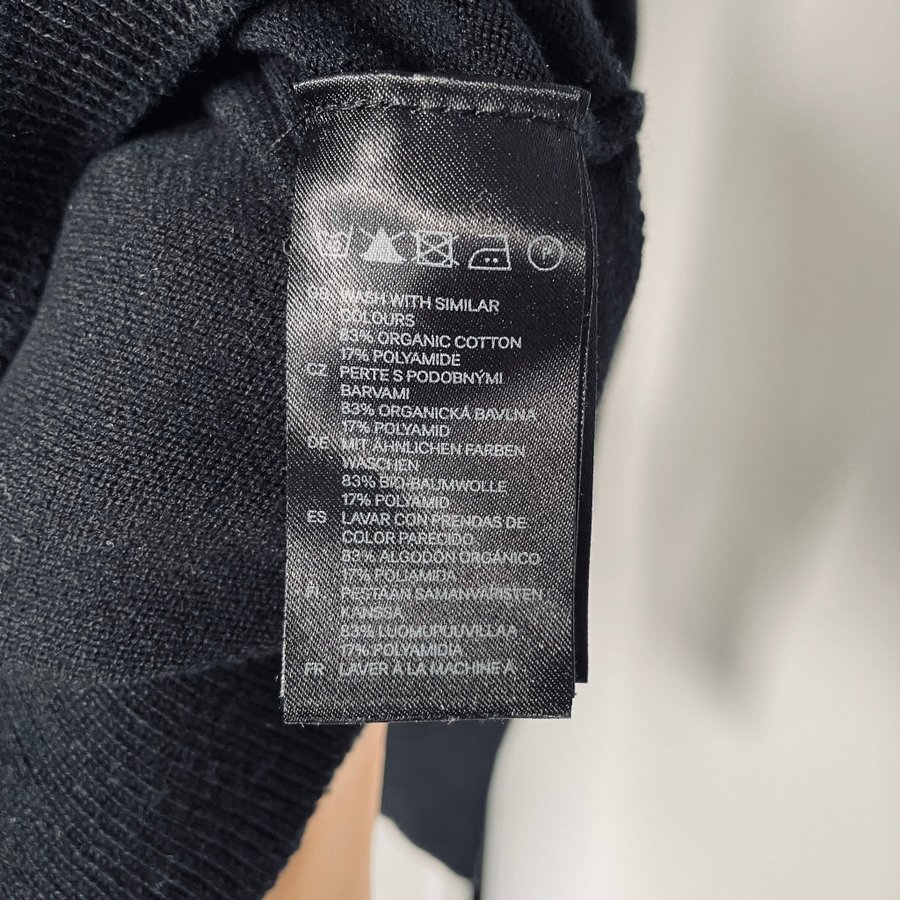 GB WASH WITH SIMILAR
COLOURS
83% ORGANIC COTTON
17% POLYAMIDE
CZ PERTE S PODOBNÝMI
BARVAMI
83% ORGANICKÁ BAVLNA
17% POLYAMID
DE MIT ÄHNLICHEN FARBEN
WASCHEN
83% BIO-BAUMWOLLE
17% POLYAMID
ES LAVAR CON PRENDAS DE
COLOR PARECIDO
83% ALGODÓN ORGÁNICO
17% POLIAMIDA
FI PESTÄÄN SAMANVÄRISTEN
KANSSA
83% LUOMUPUUVILLAA
17% POLYAMIDIA
FR LAVER À LA MACHINE À